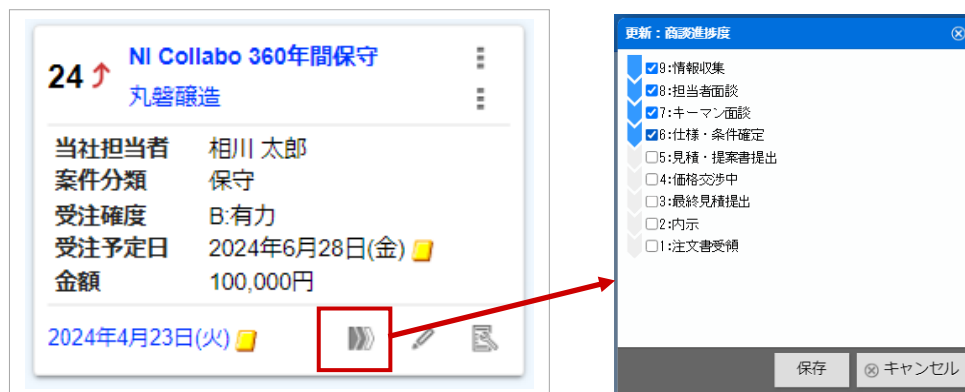 24
NI Collabo 360年間保守
丸磐醸造
当社担当者 相川 太郎
案件分類 保守
受注確度 B:有力
受注予定日 2024年6月28日(金)
金額 100,000円
2024年4月23日(火)
更新：商談進捗度
9:情報収集
8:担当者面談
7:キーマン面談
6:仕様・条件確定
5:見積・提案書提出
4:価格交渉中
3:最終見積提出
2:内示
1:注文書受領
保存 キャンセル